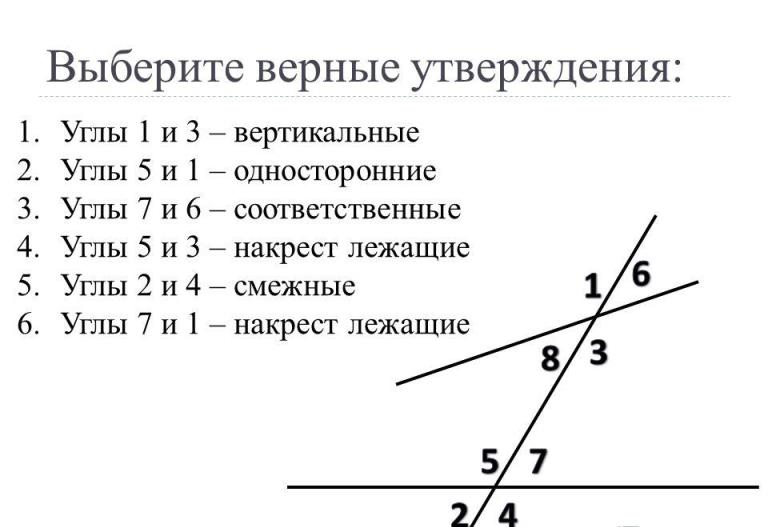 Выберите верные утверждения:
1. Углы 1 и 3 – вертикальные
2. Углы 5 и 1 – односторонние
3. Углы 7 и 6 – соответственные
4. Углы 5 и 3 – накрест лежащие
5. Углы 2 и 4 – смежные
6. Углы 7 и 1 – накрест лежащие
1 6
8 3
5 7
2 4